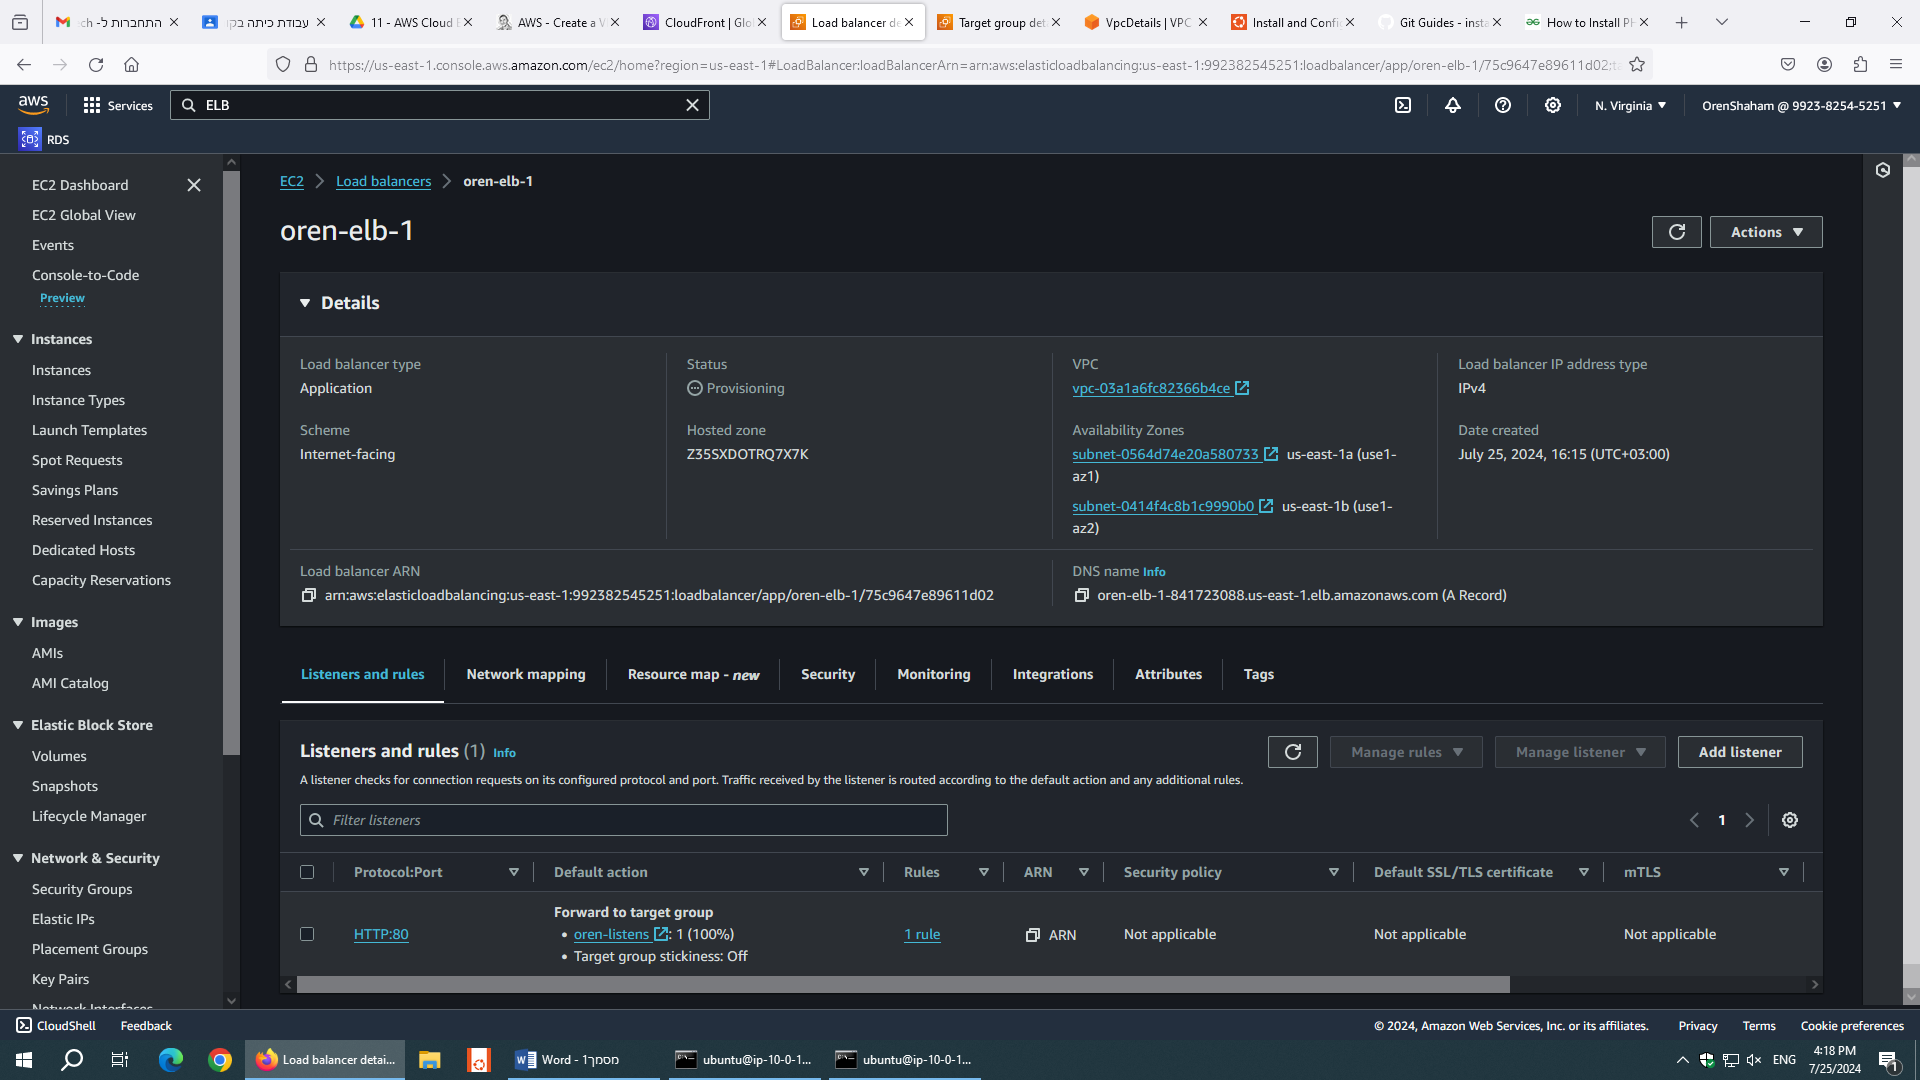 התחברות ל- ech
עבודת כיתה בקו
11 - AWS Cloud E
AWS - Create a V
CloudFront | Glo
Load balancer de
Target group det
VpcDetails | VPC
Install and Confi
Git Guides - insta
How to Install PH
https://us-east-1.console.aws.amazon.com/ec2/home?region=us-east-1#LoadBalancer:loadBalancerArn=arn:aws:elasticloadbalancing:us-east-1:992382545251:loadbalancer/app/oren-elb-1/75c9647e89611d02;ta
aws
Services
ELB
N. Virginia
OrenShaham @ 9923-8254-5251
RDS
EC2 Dashboard
EC2 Global View
Events
Console-to-Code
Preview
Instances
Instances
Instance Types
Launch Templates
Spot Requests
Savings Plans
Reserved Instances
Dedicated Hosts
Capacity Reservations
Images
AMIs
AMI Catalog
Elastic Block Store
Volumes
Snapshots
Lifecycle Manager
Network & Security
Security Groups
Elastic IPs
Placement Groups
Key Pairs
Network Interfaces
EC2
Load balancers
oren-elb-1
oren-elb-1
Actions
Details
Load balancer type
Application
Status
Provisioning
VPC
vpc-03a1a6fc82366b4ce
Load balancer IP address type
IPv4
Scheme
Internet-facing
Hosted zone
Z35SXDOTRQ7X7K
Availability Zones
subnet-0564d74e20a580733 us-east-1a (use1-
az1)
subnet-0414f4c8b1c9990b0 us-east-1b (use1-
az2)
Date created
July 25, 2024, 16:15 (UTC+03:00)
Load balancer ARN
arn:aws:elasticloadbalancing:us-east-1:992382545251:loadbalancer/app/oren-elb-1/75c9647e89611d02
DNS name Info
oren-elb-1-841723088.us-east-1.elb.amazonaws.com (A Record)
Listeners and rules
Network mapping
Resource map - new
Security
Monitoring
Integrations
Attributes
Tags
Listeners and rules (1) Info
Manage rules
Manage listener
Add listener
A listener checks for connection requests on its configured protocol and port. Traffic received by the listener is routed according to the default action and any additional rules.
Filter listeners
1
Protocol:Port
Default action
Rules
ARN
Security policy
Default SSL/TLS certificate
mTLS
HTTP:80
Forward to target group
• oren-listens : 1 (100%)
• Target group stickiness: Off
1 rule
ARN
Not applicable
Not applicable
Not applicable
CloudShell
Feedback
© 2024, Amazon Web Services, Inc. or its affiliates.
Privacy
Terms
Cookie preferences
Load balancer detai...
Word - מסמך1
ubuntu@ip-10-0-1...
ubuntu@ip-10-0-1...
ENG
4:18 PM
7/25/2024
1